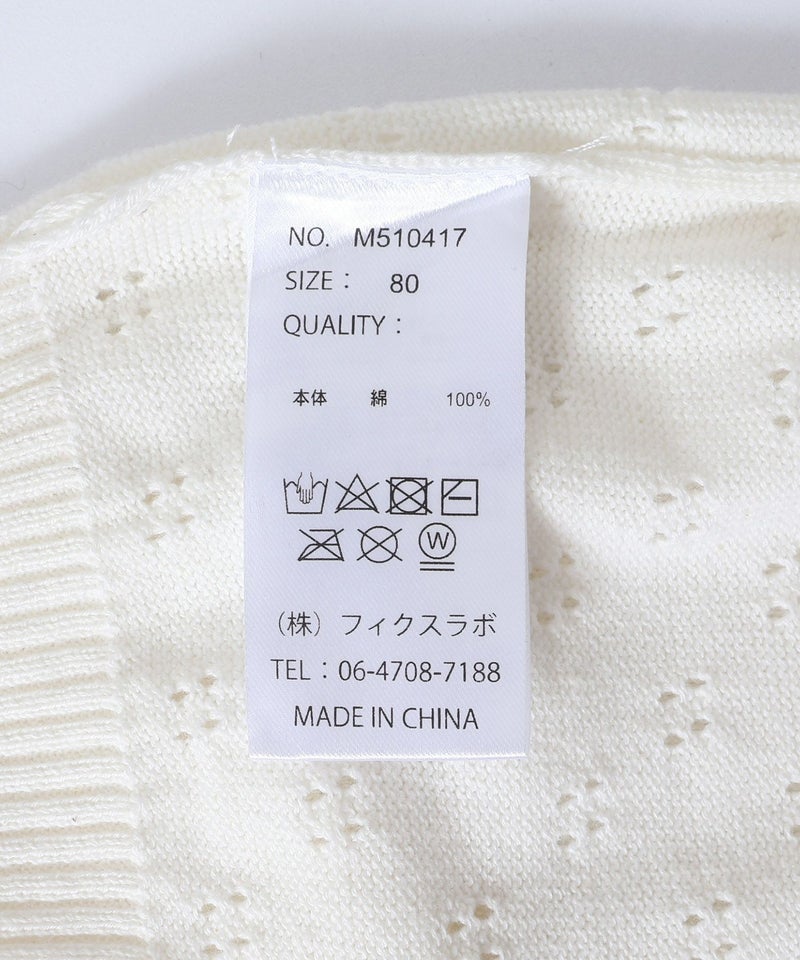 NO. M510417
SIZE： 80
QUALITY：
本体 綿 100%
W
（株）フィクスラボ
TEL：06-4708-7188
MADE IN CHINA